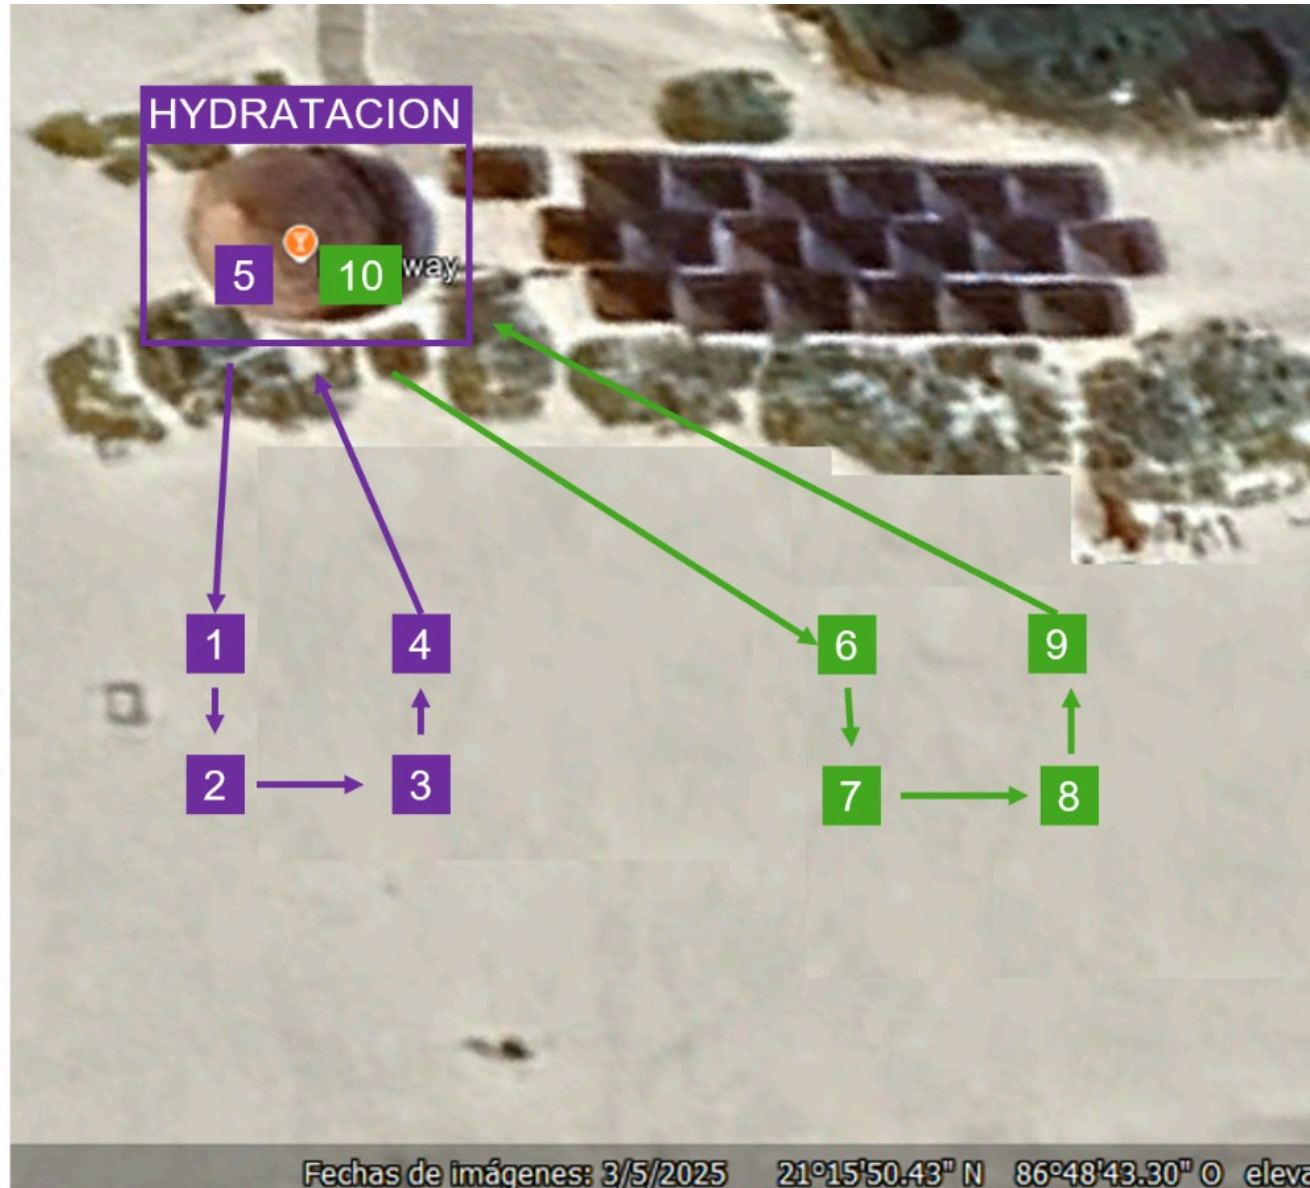 HYDRATACION
5 10 way
1 4 6 9
2 3 7 8
Fechas de imágenes: 3/5/2025 21°15'50.43" N 86°48'43.30" O eleva